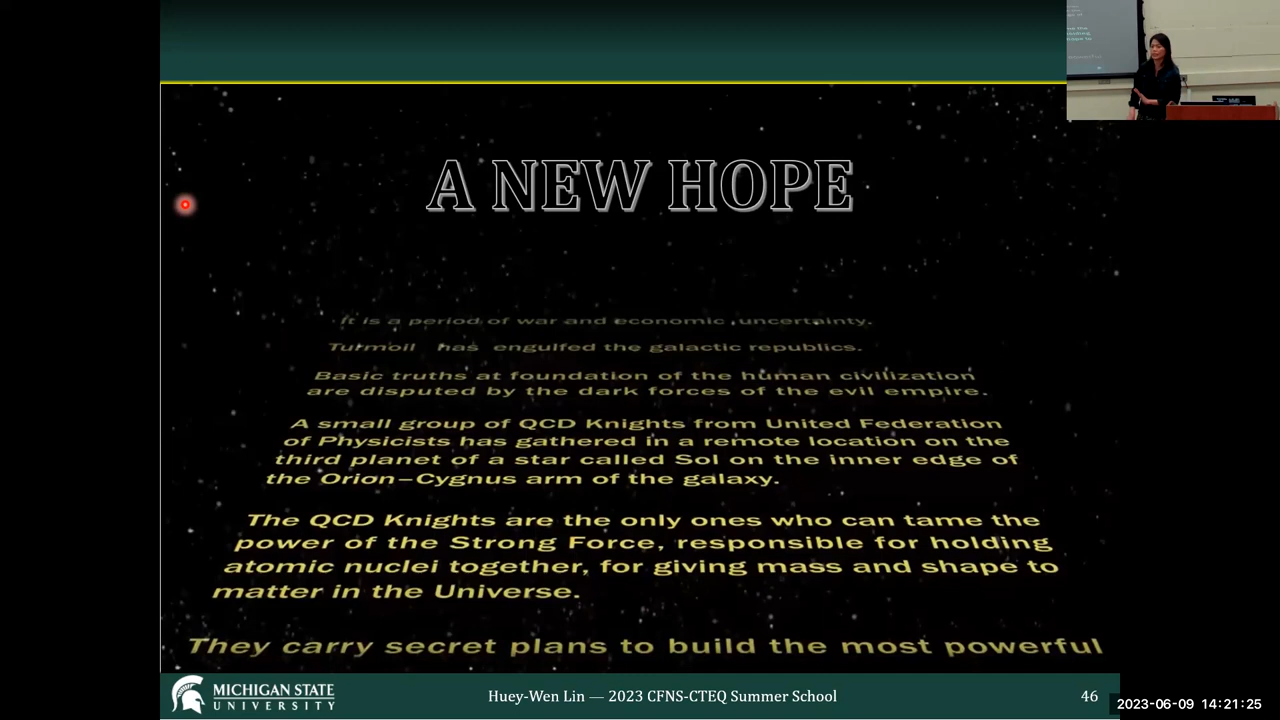 A NEW HOPE
It is a period of war and economic uncertainty.
Turmoil has engulfed the galactic republics.
Basic truths at foundation of the human civilization
are disputed by the dark forces of the evil empire.
A small group of QCD Knights from United Federation
of Physicists has gathered in a remote location on the
third planet of a star called Sol on the inner edge of
the Orion–Cygnus arm of the galaxy.
The QCD Knights are the only ones who can tame the
power of the Strong Force, responsible for holding
atomic nuclei together, for giving mass and shape to
matter in the Universe.
They carry secret plans to build the most powerful
MICHIGAN STATE
UNIVERSITY
Huey-Wen Lin — 2023 CFNS-CTEQ Summer School
46
2023-06-09 14:21:25